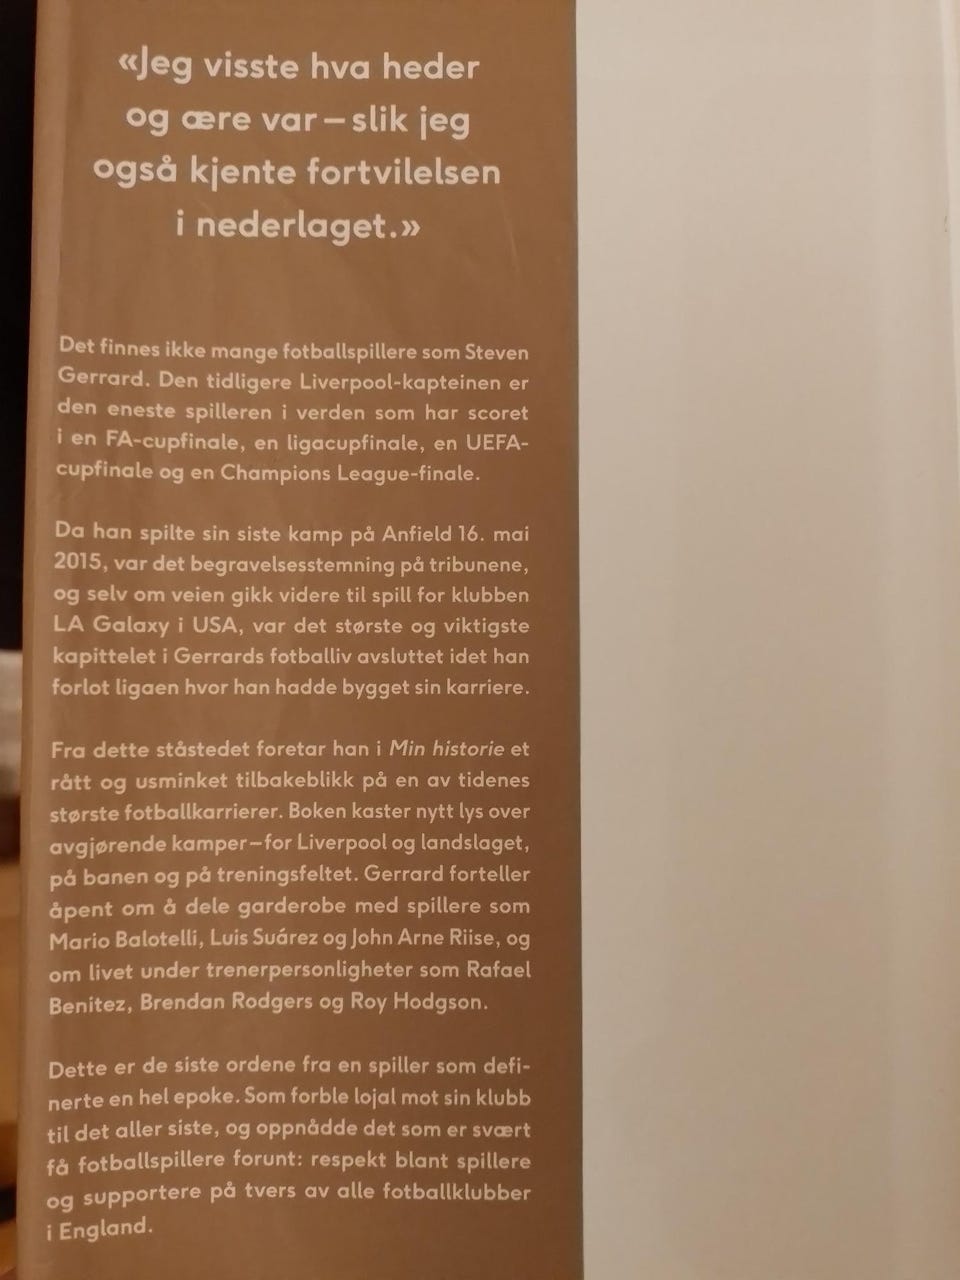 «Jeg visste hva heder
og ære var – slik jeg
også kjente fortvilelsen
i nederlaget.»
Det finnes ikke mange fotballspillere som Steven
Gerrard. Den tidligere Liverpool-kapteinen er
den eneste spilleren i verden som har scoret
i en FA-cupfinale, en ligacupfinale, en UEFA-
cupfinale og en Champions League-finale.
Da han spilte sin siste kamp på Anfield 16. mai
2015, var det begravelsesstemning på tribunene,
og selv om veien gikk videre til spill for klubben
LA Galaxy i USA, var det største og viktigste
kapittelet i Gerrards fotballiv avsluttet idet han
forlot ligaen hvor han hadde bygget sin karriere.
Fra dette ståstedet foretar han i Min historie et
rått og usminket tilbakeblikk på en av tidenes
største fotballkarrierer. Boken kaster nytt lys over
avgjørende kamper – for Liverpool og landslaget,
på banen og på treningsfeltet. Gerrard forteller
åpent om å dele garderobe med spillere som
Mario Balotelli, Luis Suárez og John Arne Riise, og
om livet under trenerpersonligheter som Rafael
Benitez, Brendan Rodgers og Roy Hodgson.
Dette er de siste ordene fra en spiller som defi-
nerte en hel epoke. Som forble lojal mot sin klubb
til det aller siste, og oppnådde det som er svært
få fotballspillere forunt: respekt blant spillere
og supportere på tvers av alle fotballklubber
i England.